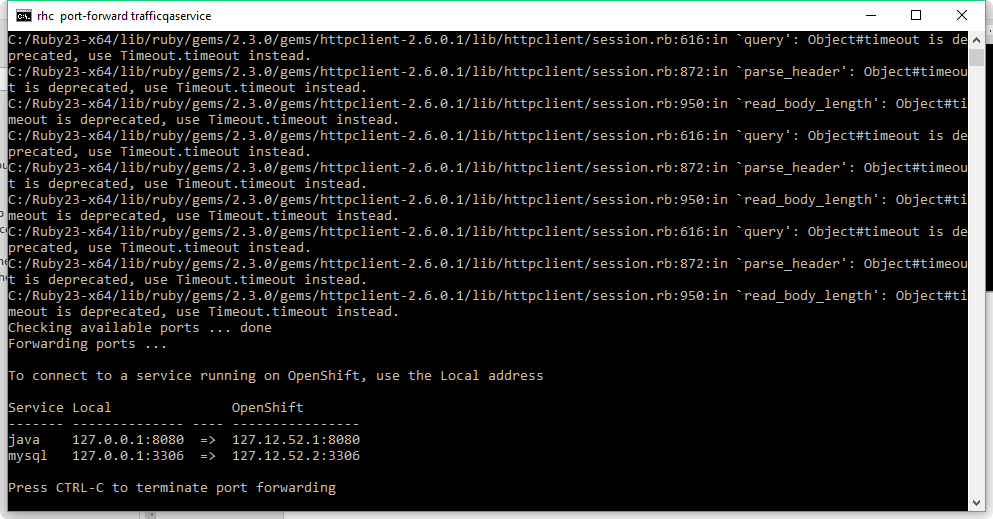 rhc  port-forward trafficqaservice
C:/Ruby23-x64/lib/ruby/gems/2.3.0/gems/httpclient-2.6.0.1/lib/httpclient/session.rb:616:in `query': Object#timeout is de
precated, use Timeout.timeout instead.
C:/Ruby23-x64/lib/ruby/gems/2.3.0/gems/httpclient-2.6.0.1/lib/httpclient/session.rb:872:in `parse_header': Object#timeou
t is deprecated, use Timeout.timeout instead.
C:/Ruby23-x64/lib/ruby/gems/2.3.0/gems/httpclient-2.6.0.1/lib/httpclient/session.rb:950:in `read_body_length': Object#ti
meout is deprecated, use Timeout.timeout instead.
C:/Ruby23-x64/lib/ruby/gems/2.3.0/gems/httpclient-2.6.0.1/lib/httpclient/session.rb:616:in `query': Object#timeout is de
precated, use Timeout.timeout instead.
C:/Ruby23-x64/lib/ruby/gems/2.3.0/gems/httpclient-2.6.0.1/lib/httpclient/session.rb:872:in `parse_header': Object#timeou
t is deprecated, use Timeout.timeout instead.
C:/Ruby23-x64/lib/ruby/gems/2.3.0/gems/httpclient-2.6.0.1/lib/httpclient/session.rb:950:in `read_body_length': Object#ti
meout is deprecated, use Timeout.timeout instead.
C:/Ruby23-x64/lib/ruby/gems/2.3.0/gems/httpclient-2.6.0.1/lib/httpclient/session.rb:616:in `query': Object#timeout is de
precated, use Timeout.timeout instead.
C:/Ruby23-x64/lib/ruby/gems/2.3.0/gems/httpclient-2.6.0.1/lib/httpclient/session.rb:872:in `parse_header': Object#timeou
t is deprecated, use Timeout.timeout instead.
C:/Ruby23-x64/lib/ruby/gems/2.3.0/gems/httpclient-2.6.0.1/lib/httpclient/session.rb:950:in `read_body_length': Object#ti
meout is deprecated, use Timeout.timeout instead.
Checking available ports ... done
Forwarding ports ...
To connect to a service running on OpenShift, use the Local address
Service Local               OpenShift
------- -------------- ---- ----------------
java    127.0.0.1:8080  =>  127.12.52.1:8080
mysql   127.0.0.1:3306  =>  127.12.52.2:3306
Press CTRL-C to terminate port forwarding